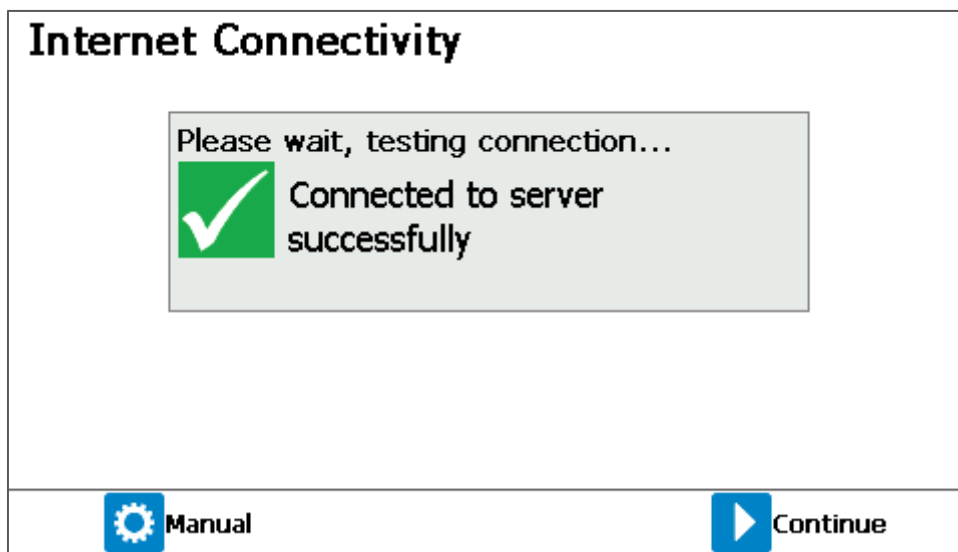 Internet Connectivity
Please wait, testing connection...
Connected to server
successfully
Manual
Continue